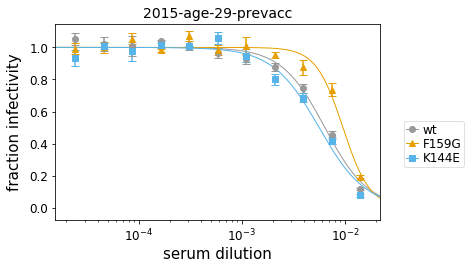 2015-age-29-prevacc
fraction infectivity
1.0
0.8
0.6
0.4
0.2
0.0
10⁻⁴
10⁻³
10⁻²
serum dilution
wt
F159G
K144E